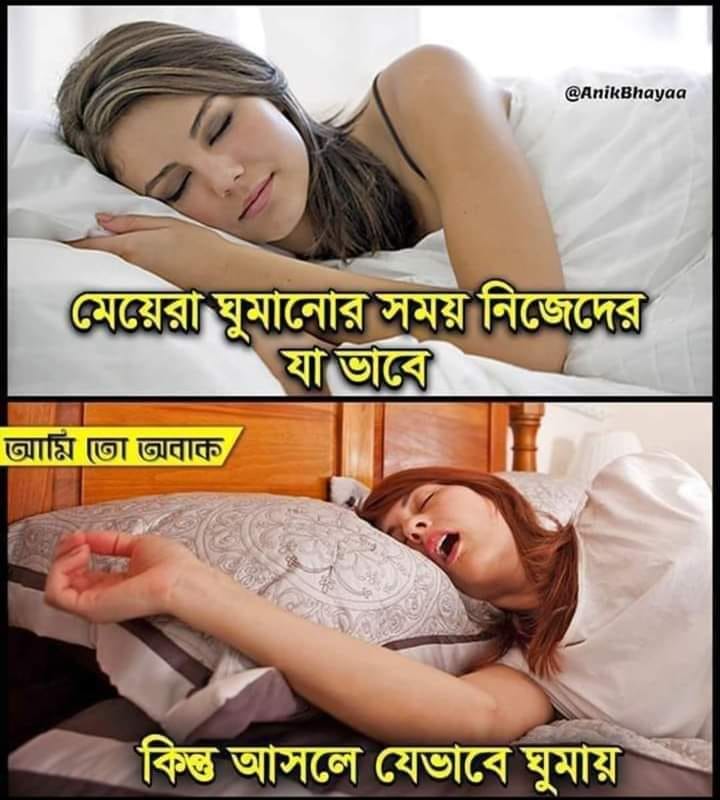 @AnikBhayaa
মেয়েরা ঘুমানোর সময় নিজেদের
যা ভাবে
আমি তো অবাক
কিন্তু আসলে যেভাবে ঘুমায়